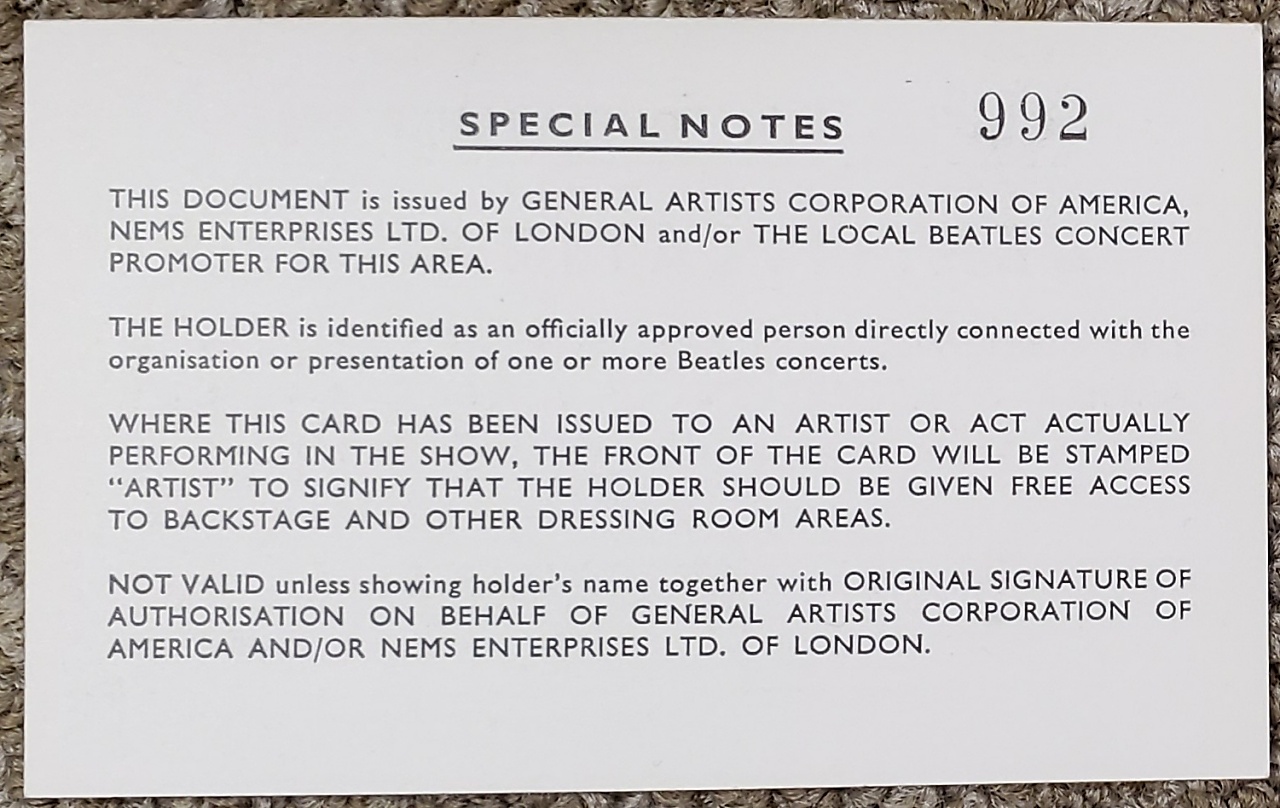 SPECIAL NOTES 992
THIS DOCUMENT is issued by GENERAL ARTISTS CORPORATION OF AMERICA,
NEMS ENTERPRISES LTD. OF LONDON and/or THE LOCAL BEATLES CONCERT
PROMOTER FOR THIS AREA.
THE HOLDER is identified as an officially approved person directly connected with the
organisation or presentation of one or more Beatles concerts.
WHERE THIS CARD HAS BEEN ISSUED TO AN ARTIST OR ACT ACTUALLY
PERFORMING IN THE SHOW, THE FRONT OF THE CARD WILL BE STAMPED
“ARTIST” TO SIGNIFY THAT THE HOLDER SHOULD BE GIVEN FREE ACCESS
TO BACKSTAGE AND OTHER DRESSING ROOM AREAS.
NOT VALID unless showing holder’s name together with ORIGINAL SIGNATURE OF
AUTHORISATION ON BEHALF OF GENERAL ARTISTS CORPORATION OF
AMERICA AND/OR NEMS ENTERPRISES LTD. OF LONDON.